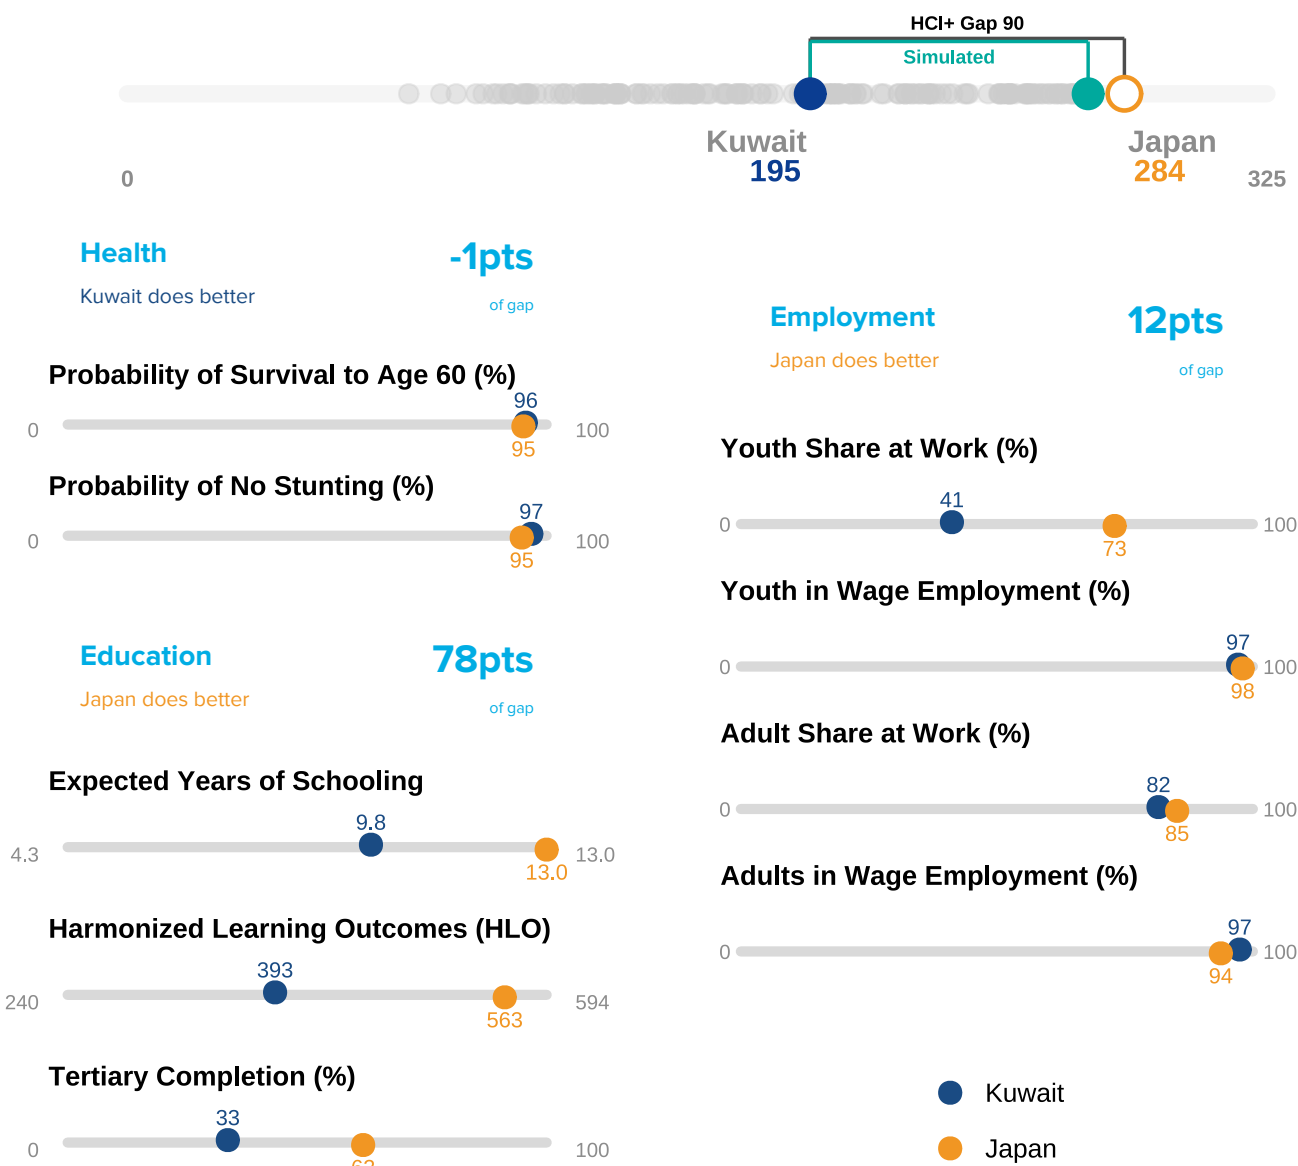 HCI+ Gap 90
Simulated
Kuwait
195
Japan
284
0
325
Health
-1pts
Kuwait does better
of gap
Probability of Survival to Age 60 (%)
96
0
100
95
Probability of No Stunting (%)
97
0
100
95
Education
78pts
Japan does better
of gap
Expected Years of Schooling
9.8
4.3
13.0
13.0
Harmonized Learning Outcomes (HLO)
393
240
594
563
Tertiary Completion (%)
33
0
100
Employment
12pts
Japan does better
of gap
Youth Share at Work (%)
41
0
100
73
Youth in Wage Employment (%)
97
0
100
98
Adult Share at Work (%)
82
0
100
85
Adults in Wage Employment (%)
97
0
100
94
Kuwait
Japan